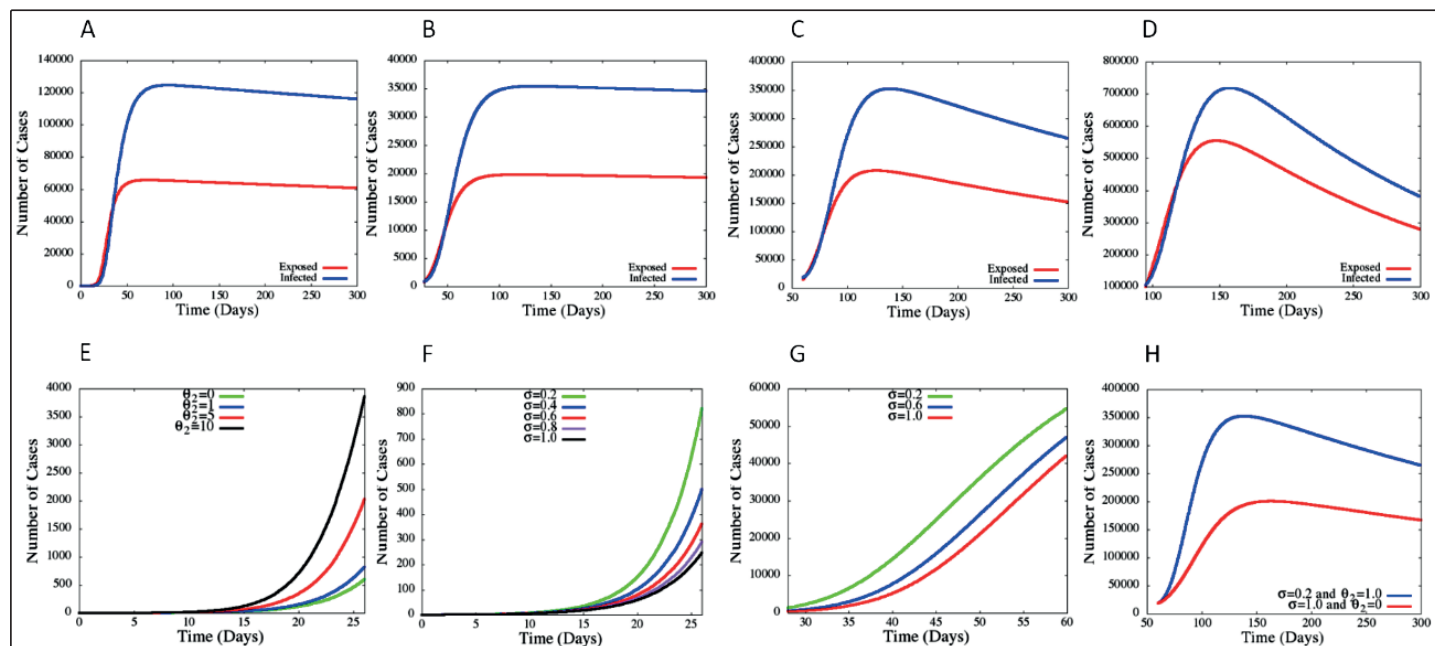 A
B
C
D
140000
120000
100000
80000
60000
40000
20000
0
0 50 100 150 200 250 300
Number of Cases
Time (Days)
Exposed
Infected
40000
35000
30000
25000
20000
15000
10000
5000
0
50 100 150 200 250 300
Number of Cases
Time (Days)
Exposed
Infected
400000
350000
300000
250000
200000
150000
100000
50000
0
50 100 150 200 250 300
Number of Cases
Time (Days)
Exposed
Infected
800000
700000
600000
500000
400000
300000
200000
100000
100 150 200 250 300
Number of Cases
Time (Days)
Exposed
Infected
E
F
G
H
4000
3500
3000
2500
2000
1500
1000
500
0
0 5 10 15 20 25
Number of Cases
Time (Days)
θ2=0
θ2=1
θ2=5
θ2=10
900
800
700
600
500
400
300
200
100
0
0 5 10 15 20 25
Number of Cases
Time (Days)
σ=0.2
σ=0.4
σ=0.6
σ=0.8
σ=1.0
60000
50000
40000
30000
20000
10000
0
30 35 40 45 50 55 60
Number of Cases
Time (Days)
σ=0.2
σ=0.6
σ=1.0
400000
350000
300000
250000
200000
150000
100000
50000
0
50 100 150 200 250 300
Number of Cases
Time (Days)
σ=0.2 and θ2=1.0
σ=1.0 and θ2=0